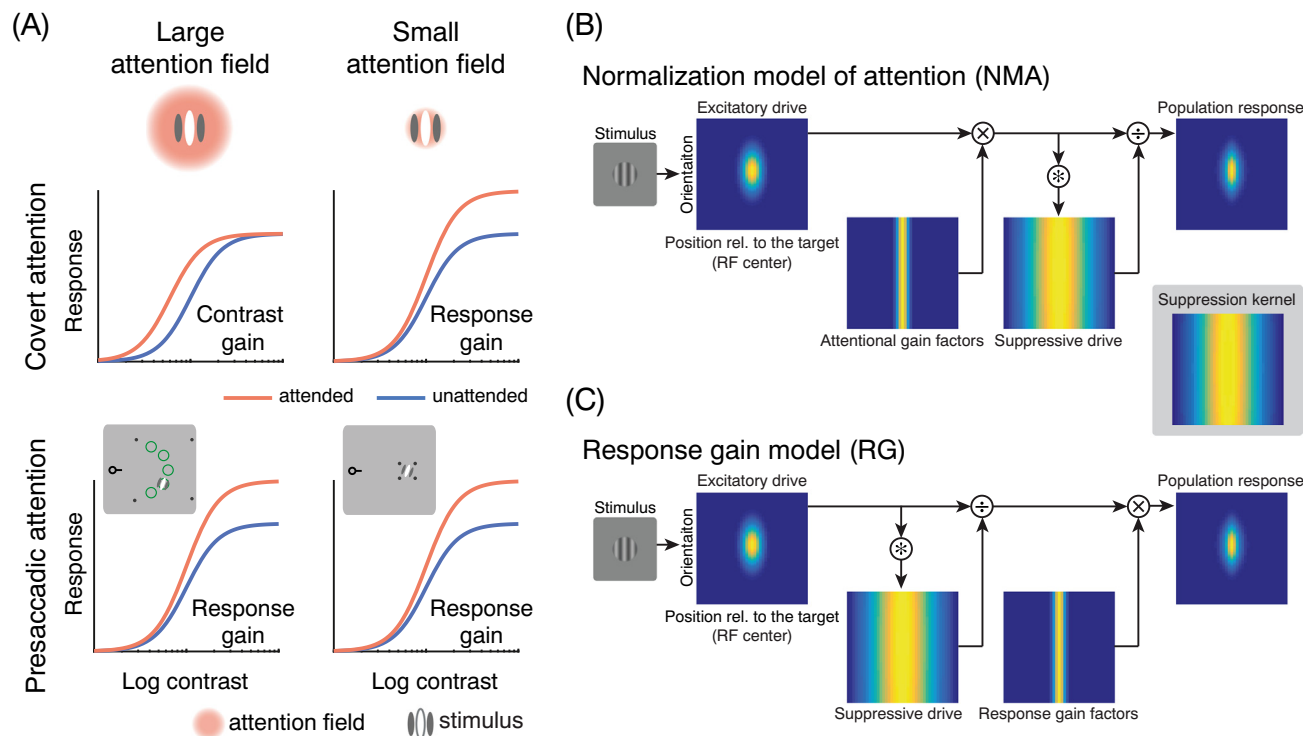 (A)
Large
attention field
Small
attention field
Covert attention
Response
Contrast
gain
Response
gain
attended
unattended
Presaccadic attention
Response
Response
gain
Response
gain
Log contrast
Log contrast
attention field
stimulus
(B)
Normalization model of attention (NMA)
Stimulus
Excitatory drive
Orientaiton
Position rel. to the target
(RF center)
Attentional gain factors
Suppressive drive
Population response
Suppression kernel
(C)
Response gain model (RG)
Stimulus
Excitatory drive
Orientaiton
Position rel. to the target
(RF center)
Suppressive drive
Response gain factors
Population response